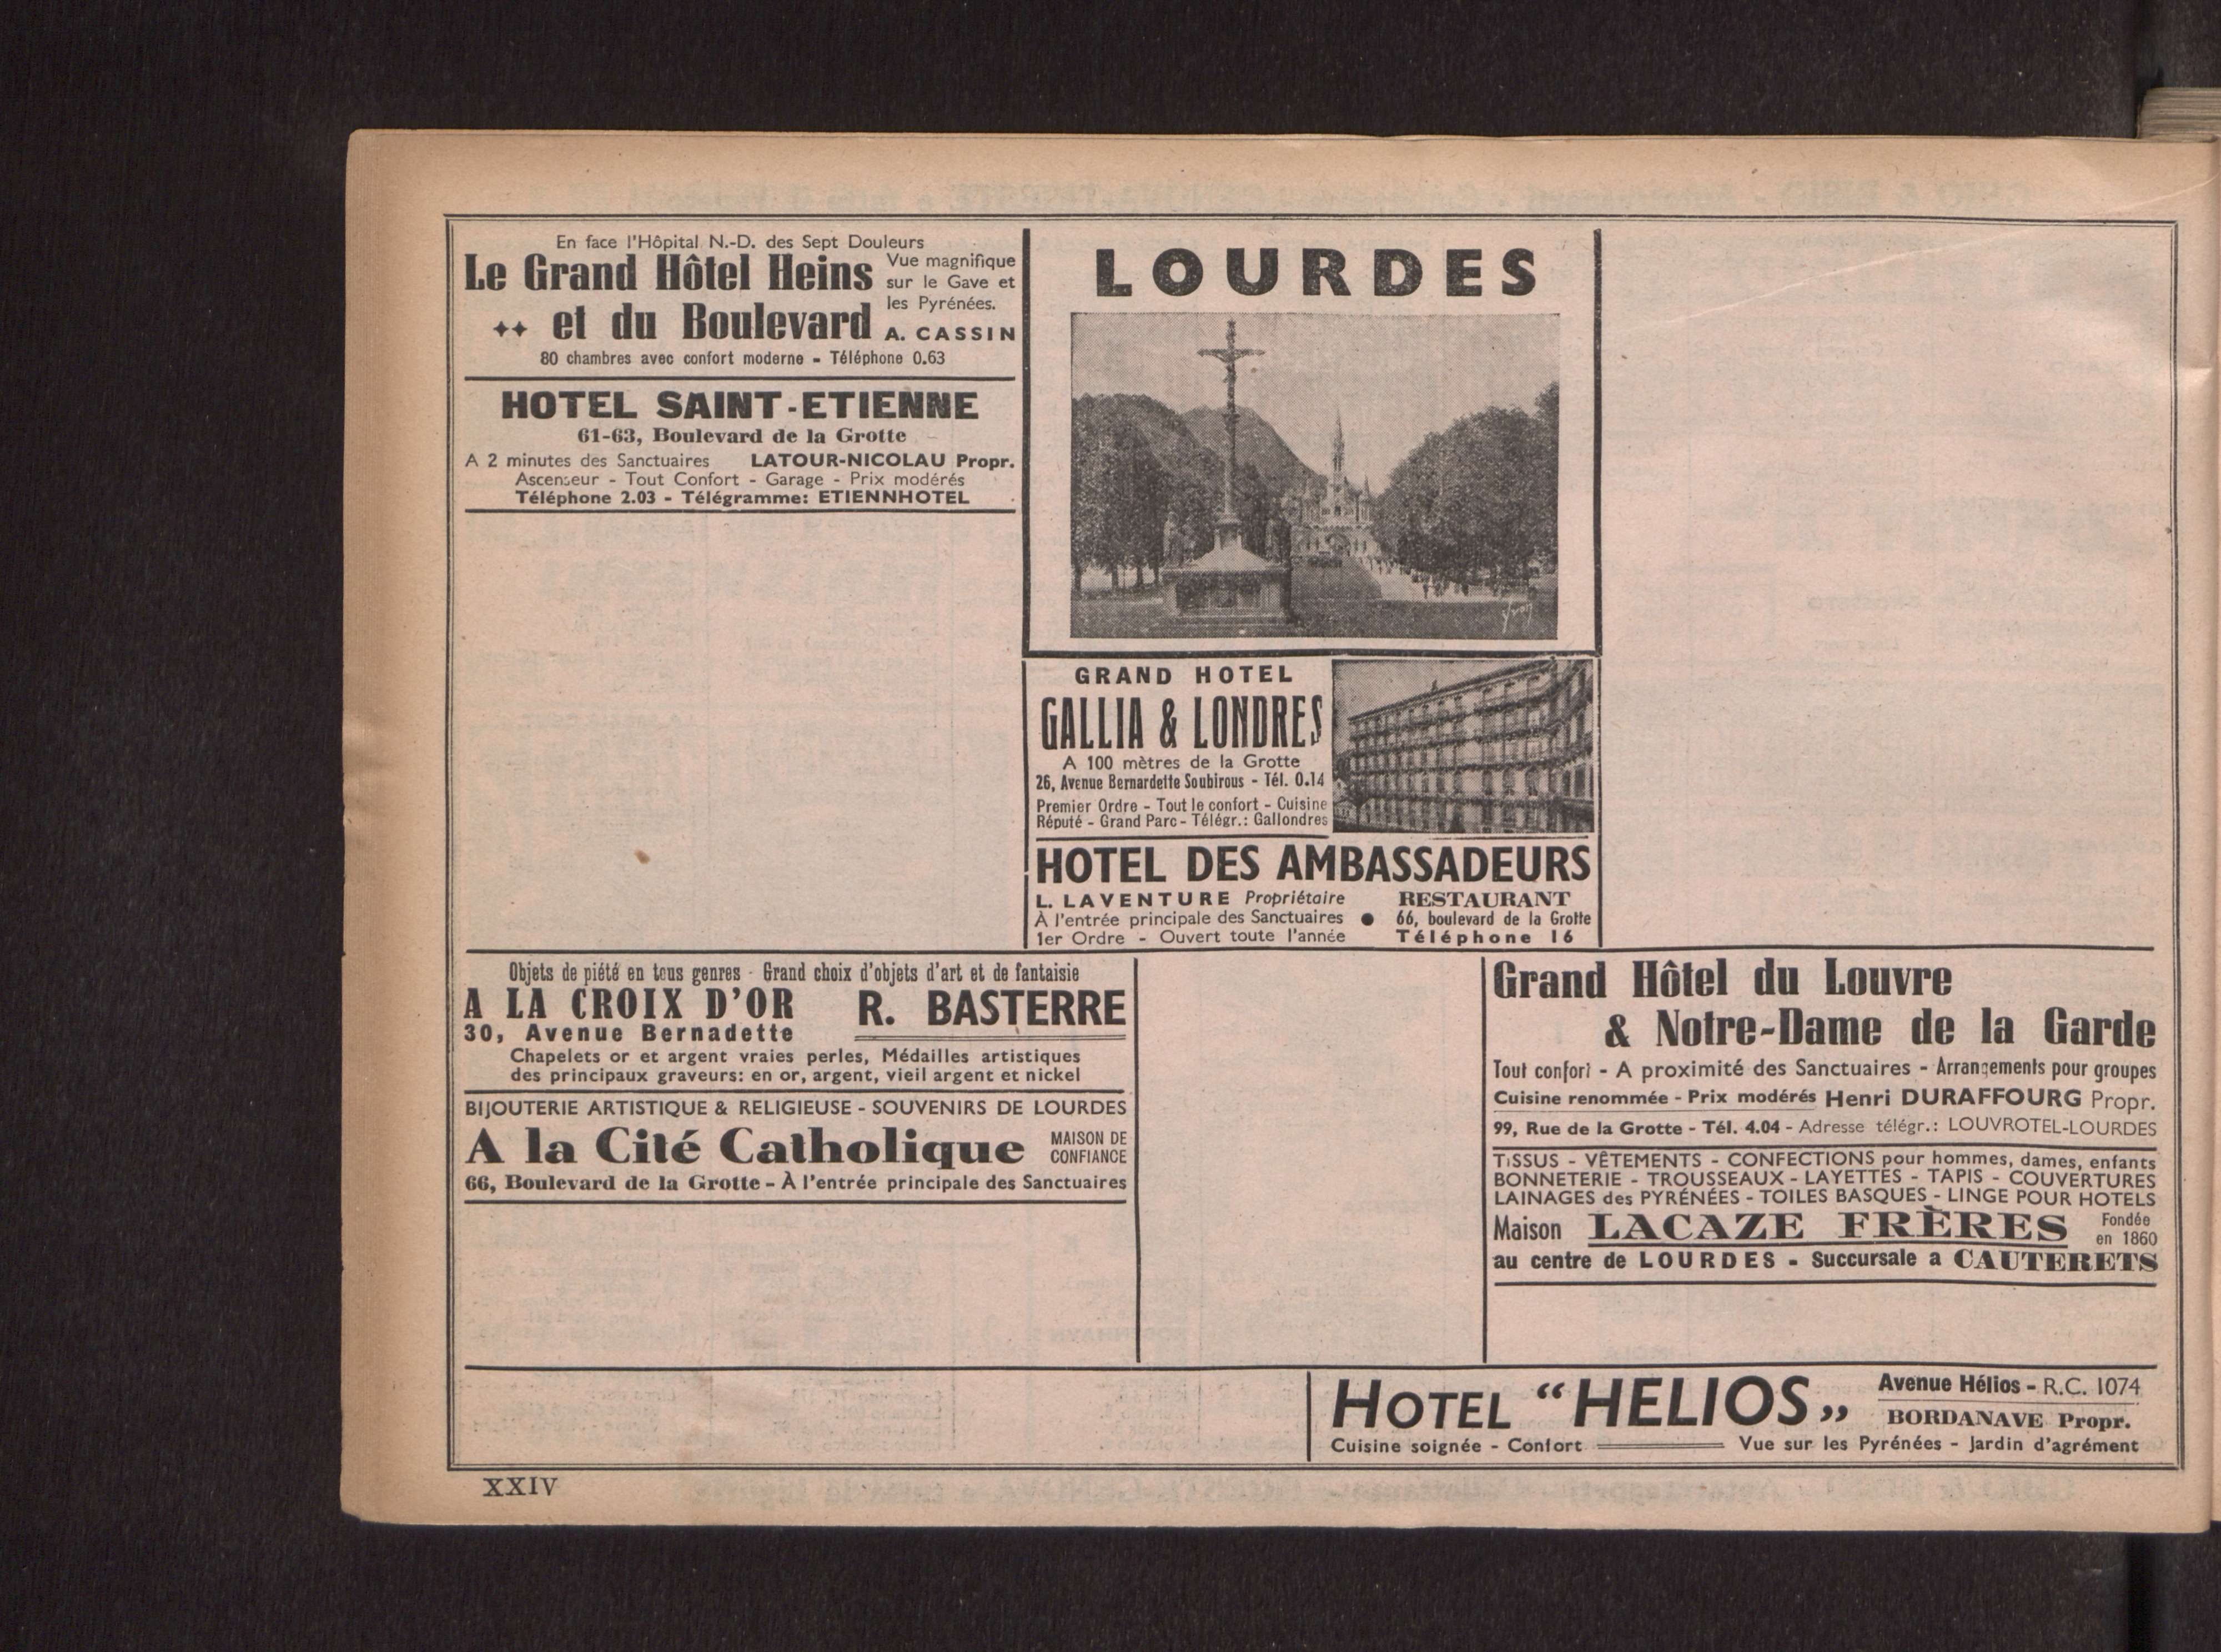 En face l'Hôpital N.-D. des Sept Douleurs
Le Grand Hôtel Heins
et du Boulevard
Vue magnifique
sur le Gave et
les Pyrénées.
A. CASSIN
80 chambres avec confort moderne - Téléphone 0.63
HOTEL SAINT-ETIENNE
61-63, Boulevard de la Grotte
A 2 minutes des Sanctuaires LATOUR-NICOLAU Propr.
Ascenseur - Tout Confort - Garage - Prix modérés
Téléphone 2.03 - Télégramme: ETIENNHOTEL
LOURDES
Yvon
GRAND HOTEL
GALLIA & LONDRES
A 100 mètres de la Grotte
26, Avenue Bernardette Soubirous - Tél. 0.14
Premier Ordre - Tout le confort - Cuisine
Réputé - Grand Parc - Télégr.: Gallondres
HOTEL DES AMBASSADEURS
L. LAVENTURE Propriétaire
À l'entrée principale des Sanctuaires
1er Ordre - Ouvert toute l'année
RESTAURANT
66, boulevard de la Grotte
Téléphone 16
Objets de piété en tous genres - Grand choix d'objets d'art et de fantaisie
A LA CROIX D'OR R. BASTERRE
30, Avenue Bernadette
Chapelets or et argent vraies perles, Médailles artistiques
des principaux graveurs: en or, argent, vieil argent et nickel
BIJOUTERIE ARTISTIQUE & RELIGIEUSE - SOUVENIRS DE LOURDES
A la Cité Catholique
MAISON DE
CONFIANCE
66, Boulevard de la Grotte - À l'entrée principale des Sanctuaires
Grand Hôtel du Louvre
& Notre-Dame de la Garde
Tout confort - A proximité des Sanctuaires - Arrangements pour groupes
Cuisine renommée - Prix modérés Henri DURAFFOURG Propr.
99, Rue de la Grotte - Tél. 4.04 - Adresse télégr.: LOUVROTEL-LOURDES
TISSUS - VÊTEMENTS - CONFECTIONS pour hommes, dames, enfants
BONNETERIE - TROUSSEAUX - LAYETTES - TAPIS - COUVERTURES
LAINAGES des PYRÉNÉES - TOILES BASQUES - LINGE POUR HOTELS
Maison LACAZE FRÈRES
Fondée
en 1860
au centre de LOURDES - Succursale a CAUTERETS
HOTEL “HELIOS„
Avenue Hélios - R.C. 1074
BORDANAVE Propr.
Cuisine soignée - Confort
Vue sur les Pyrénées - Jardin d'agrément
XXIV